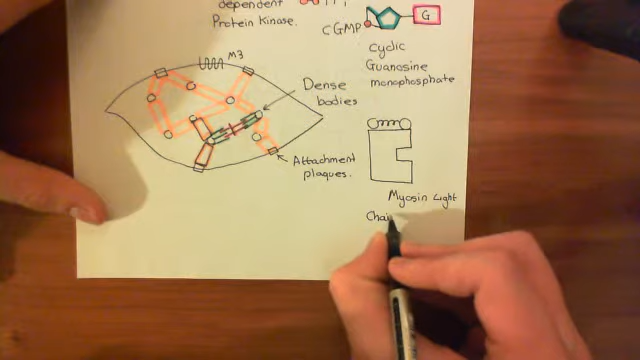 dependent
Protein Kinase.
G
cGMP
Cyclic
Guanosine
monophosphate
M3
Dense
bodies
Attachment
plaques.
Myosin Light
Chai